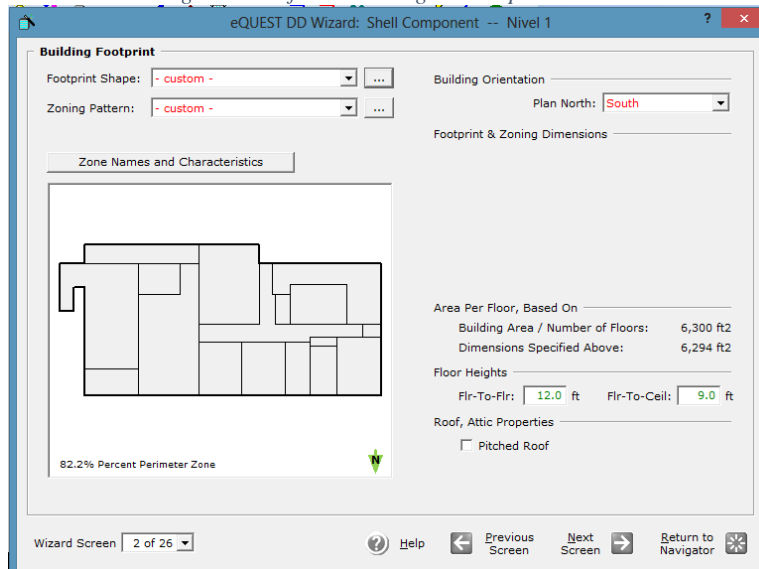 eQUEST DD Wizard: Shell Component -- Nivel 1
?
x
Building Footprint
Footprint Shape: - custom - ...
Zoning Pattern: - custom - ...
Zone Names and Characteristics
82.2% Percent Perimeter Zone
N
Building Orientation
Plan North: South
Footprint & Zoning Dimensions
Area Per Floor, Based On
Building Area / Number of Floors: 6,300 ft2
Dimensions Specified Above: 6,294 ft2
Floor Heights
Flr-To-Flr: 12.0 ft Flr-To-Ceil: 9.0 ft
Roof, Attic Properties
Pitched Roof
Wizard Screen 2 of 26 ? Help Previous Screen Next Screen Return to Navigator